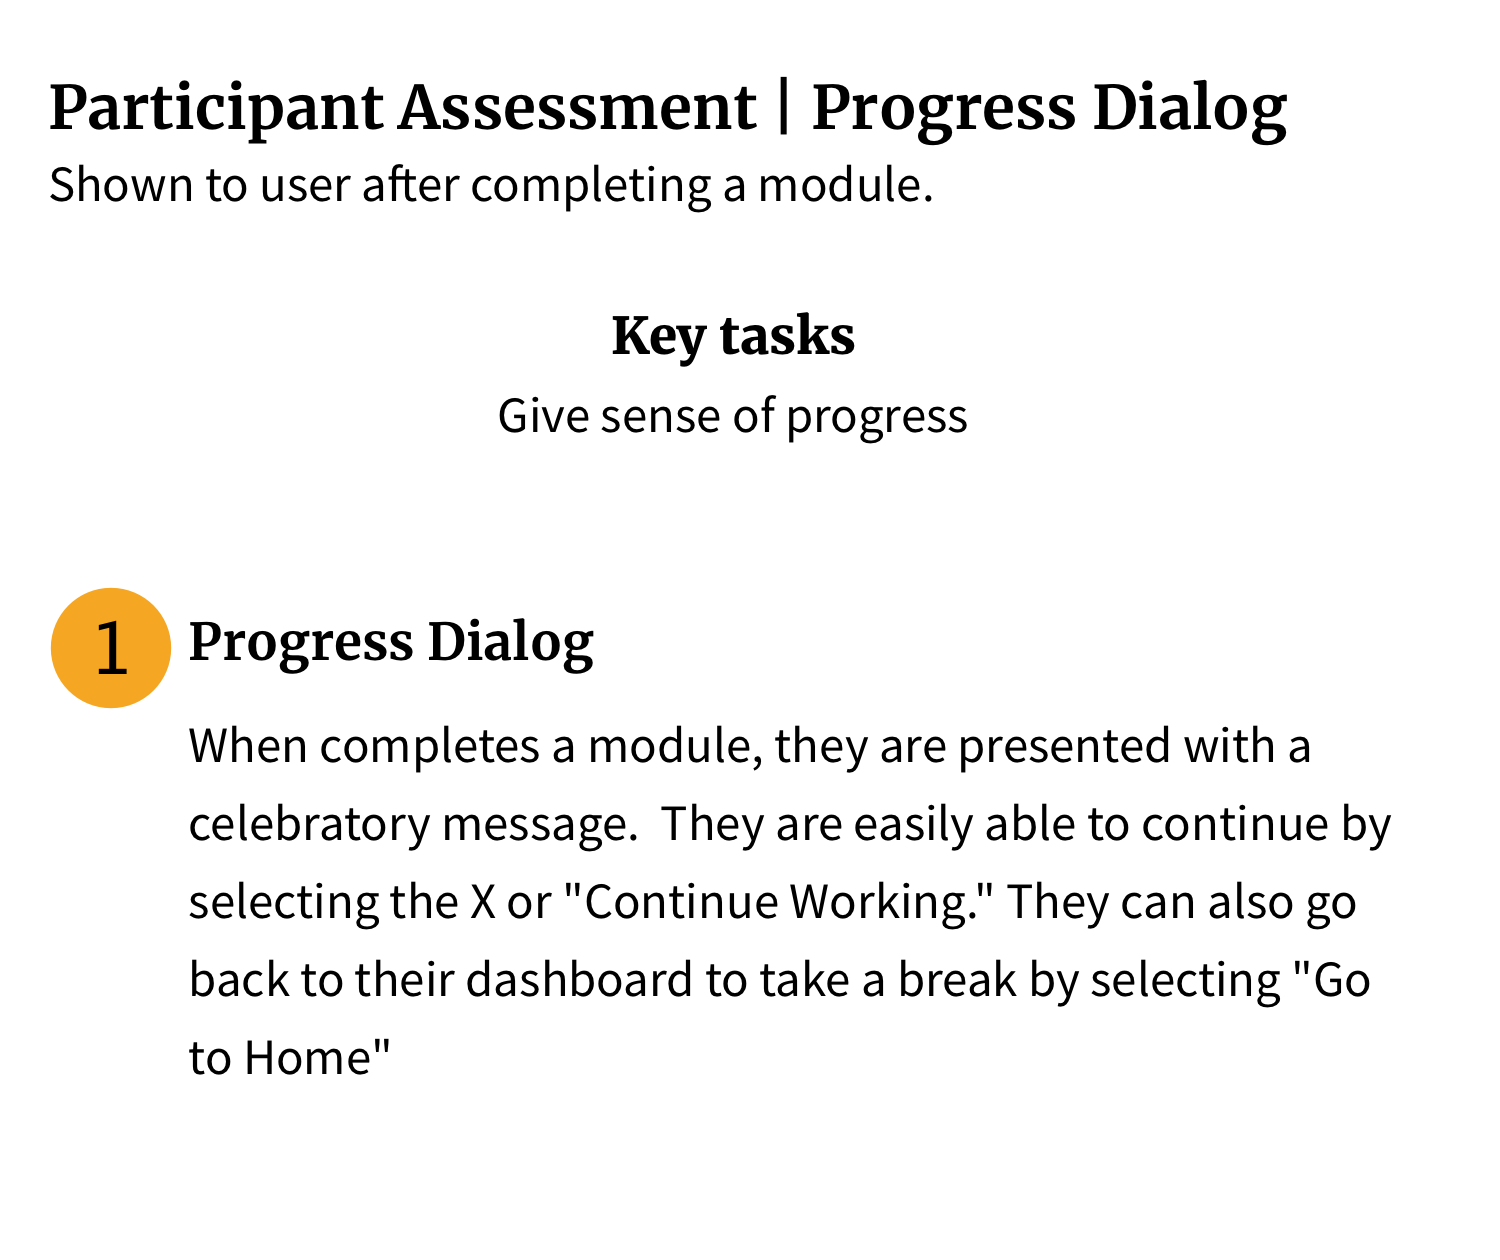 Participant Assessment | Progress Dialog
Shown to user after completing a module.
Key tasks
Give sense of progress
1
Progress Dialog
When completes a module, they are presented with a
celebratory message.  They are easily able to continue by
selecting the X or "Continue Working." They can also go
back to their dashboard to take a break by selecting "Go
to Home"